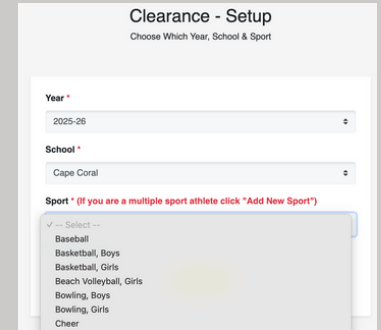 Clearance - Setup
Choose Which Year, School & Sport
Year *
2025-26
School *
Cape Coral
Sport * (If you are a multiple sport athlete click "Add New Sport")
✓ -- Select --
Baseball
Basketball, Boys
Basketball, Girls
Beach Volleyball, Girls
Bowling, Boys
Bowling, Girls
Cheer